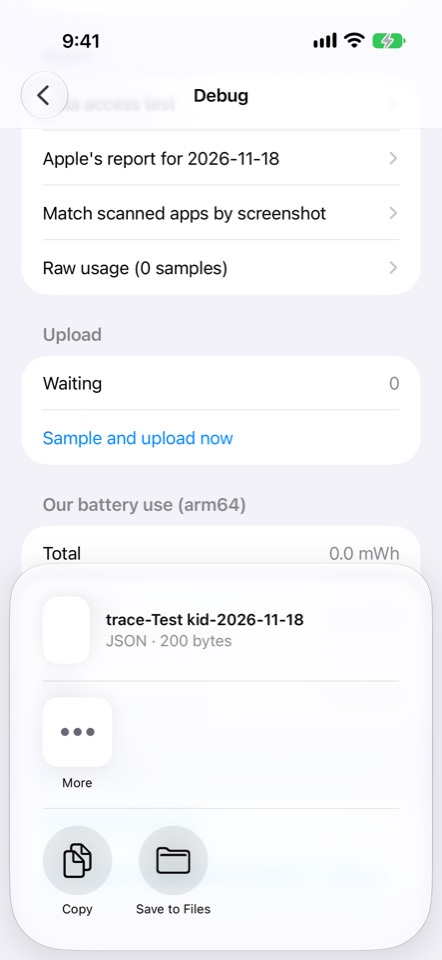 9:41
Debug
access test
Apple's report for 2026-11-18
Match scanned apps by screenshot
Raw usage (0 samples)
Upload
Waiting 0
Sample and upload now
Our battery use (arm64)
Total 0.0 mWh
trace-Test kid-2026-11-18
JSON · 200 bytes
More
Copy
Save to Files